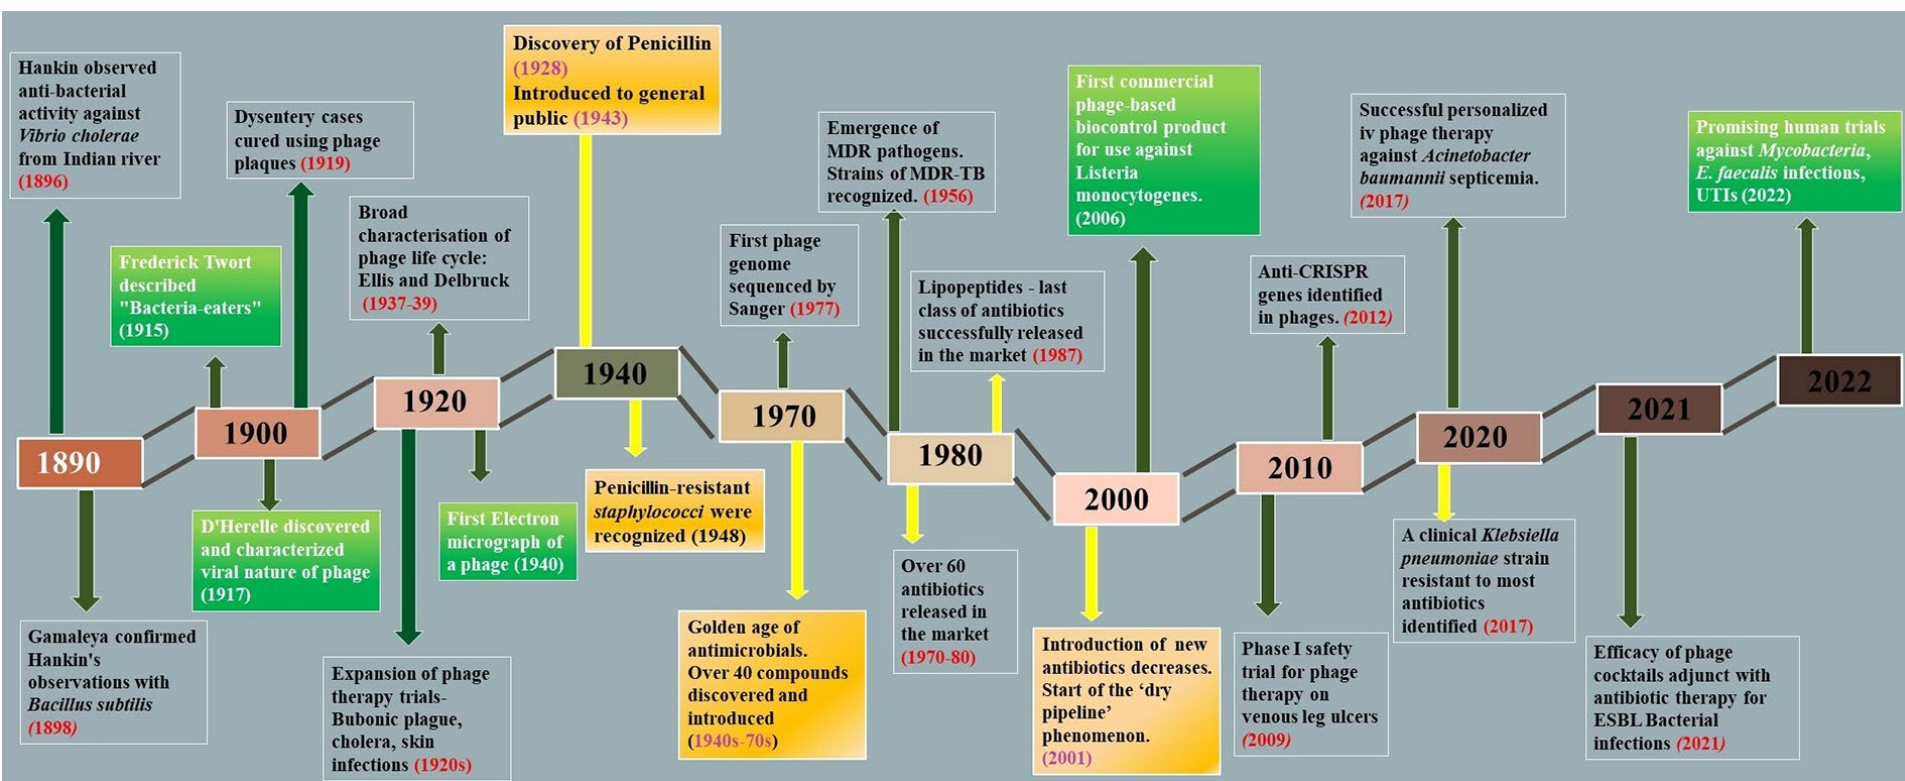 Hankin observed
anti-bacterial
activity against
Vibrio cholerae
from Indian river
(1896)
1890
Gamaleya confirmed
Hankin's
observations with
Bacillus subtilis
(1898)
Frederick Twort
described
"Bacteria-eaters"
(1915)
Dysentery cases
cured using phage
plaques (1919)
1900
D'Herelle discovered
and characterized
viral nature of phage
(1917)
Broad
characterisation of
phage life cycle:
Ellis and Delbruck
(1937-39)
1920
Expansion of phage
therapy trials-
Bubonic plague,
cholera, skin
infections (1920s)
First Electron
micrograph of
a phage (1940)
Discovery of Penicillin
(1928)
Introduced to general
public (1943)
1940
Penicillin-resistant
staphylococci were
recognized (1948)
First phage
genome
sequenced by
Sanger (1977)
1970
Golden age of
antimicrobials.
Over 40 compounds
discovered and
introduced
(1940s-70s)
Emergence of
MDR pathogens.
Strains of MDR-TB
recognized. (1956)
Lipopeptides - last
class of antibiotics
successfully released
in the market (1987)
1980
Over 60
antibiotics
released in
the market
(1970-80)
First commercial
phage-based
biocontrol product
for use against
Listeria
monocytogenes.
(2006)
2000
Introduction of new
antibiotics decreases.
Start of the ‘dry
pipeline’
phenomenon.
(2001)
Anti-CRISPR
genes identified
in phages. (2012)
2010
Phase I safety
trial for phage
therapy on
venous leg ulcers
(2009)
Successful personalized
iv phage therapy
against Acinetobacter
baumannii septicemia.
(2017)
2020
A clinical Klebsiella
pneumoniae strain
resistant to most
antibiotics
identified (2017)
2021
Efficacy of phage
cocktails adjunct with
antibiotic therapy for
ESBL Bacterial
infections (2021)
Promising human trials
against Mycobacteria,
E. faecalis infections,
UTIs (2022)
2022